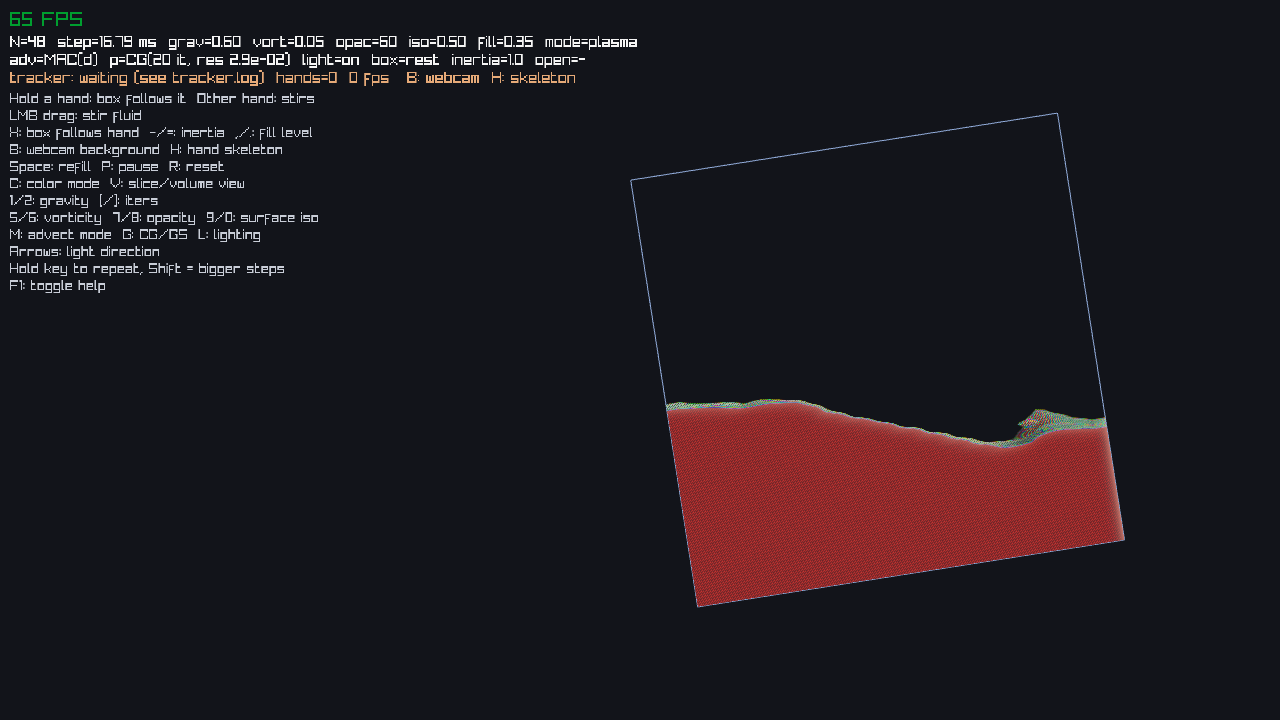 65 FPS
N=48 step=16.79 ms grav=0.60 vort=0.05 opac=60 iso=0.50 fill=0.35 mode=plasma
adv=MAC(d) p=CG(20 it, res 2.9e-02) light=on box=rest inertia=1.0 open=-
tracker: waiting (see tracker.log) hands=0 0 fps B: webcam H: skeleton
Hold a hand: box follows it Other hand: stirs
LMB drag: stir fluid
X: box follows hand -/=: inertia ,/.: fill level
B: webcam background H: hand skeleton
Space: refill P: pause R: reset
C: color mode V: slice/volume view
1/2: gravity [/]: iters
5/6: vorticity 7/8: opacity 9/0: surface iso
M: advect mode G: CG/GS L: lighting
Arrows: light direction
Hold key to repeat, Shift = bigger steps
F1: toggle help